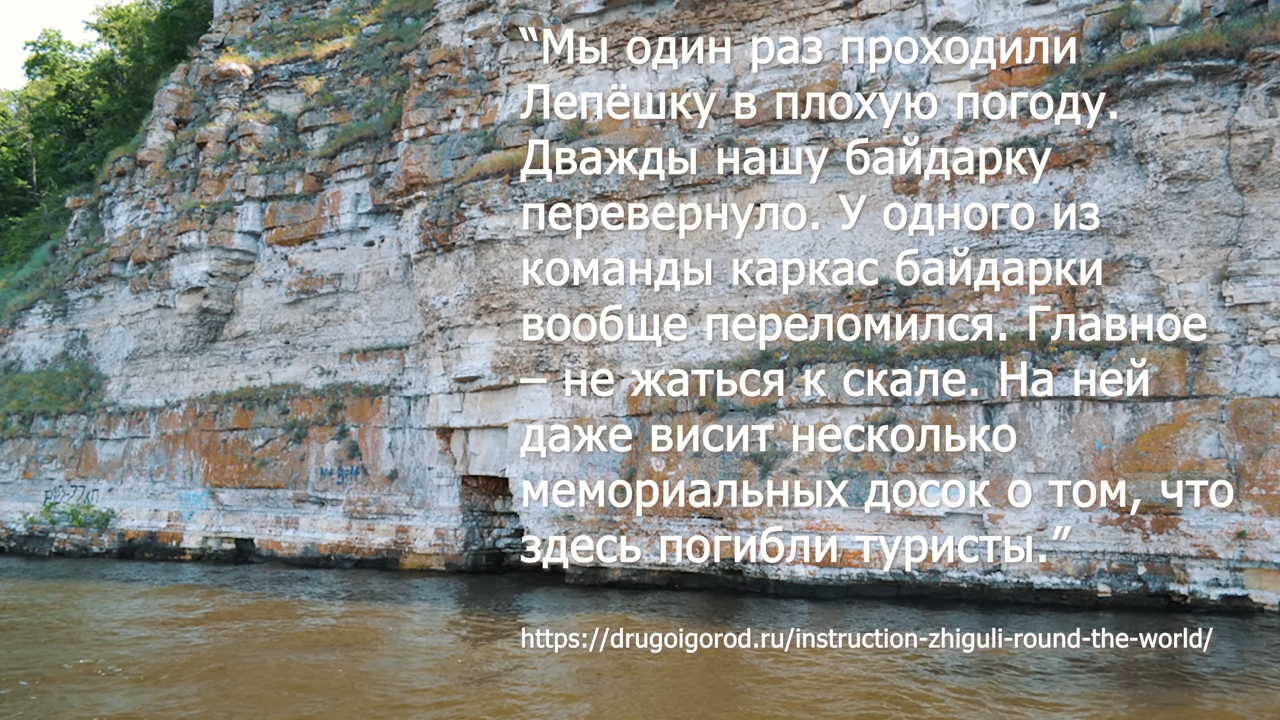 “Мы один раз проходили
Лепёшку в плохую погоду.
Дважды нашу байдарку
перевернуло. У одного из
команды каркас байдарки
вообще переломился. Главное
– не жаться к скале. На ней
даже висит несколько
мемориальных досок о том, что
здесь погибли туристы.”
https://drugoigorod.ru/instruction-zhiguli-round-the-world/